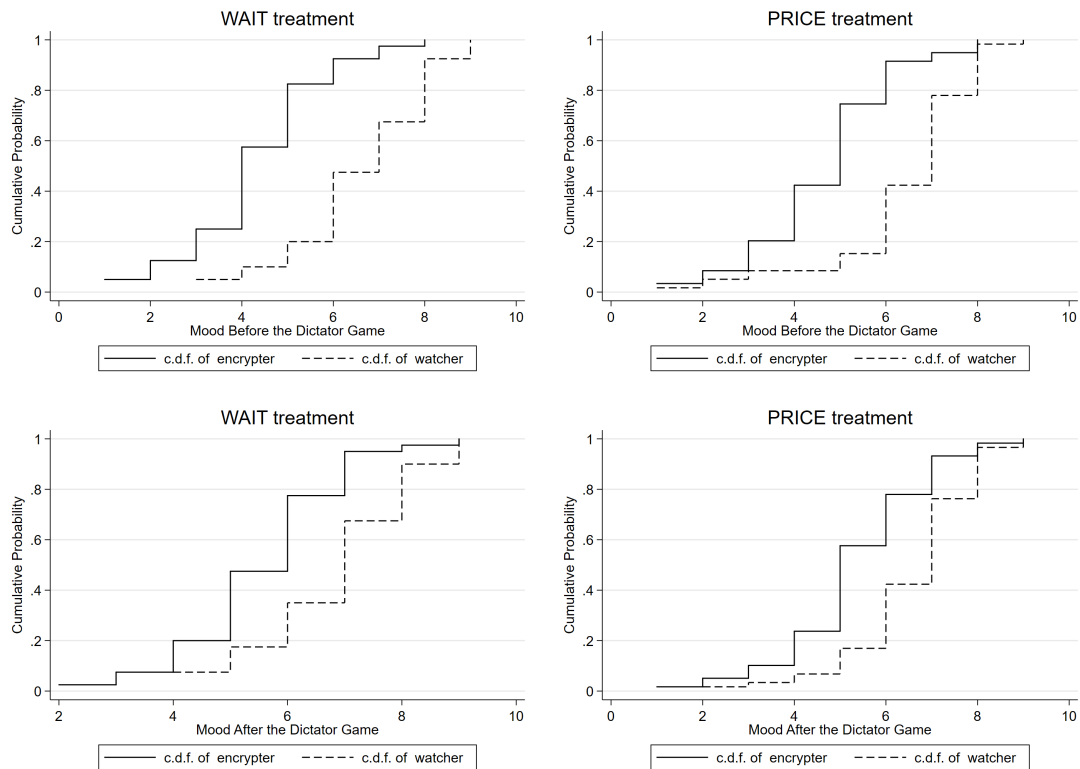 WAIT treatment
Cumulative Probability
1
.8
.6
.4
.2
0
0 2 4 6 8 10
Mood Before the Dictator Game
c.d.f. of encrypter c.d.f. of watcher
PRICE treatment
Cumulative Probability
1
.8
.6
.4
.2
0
0 2 4 6 8 10
Mood Before the Dictator Game
c.d.f. of encrypter c.d.f. of watcher
WAIT treatment
Cumulative Probability
1
.8
.6
.4
.2
0
2 4 6 8 10
Mood After the Dictator Game
c.d.f. of encrypter c.d.f. of watcher
PRICE treatment
Cumulative Probability
1
.8
.6
.4
.2
0
0 2 4 6 8 10
Mood After the Dictator Game
c.d.f. of encrypter c.d.f. of watcher